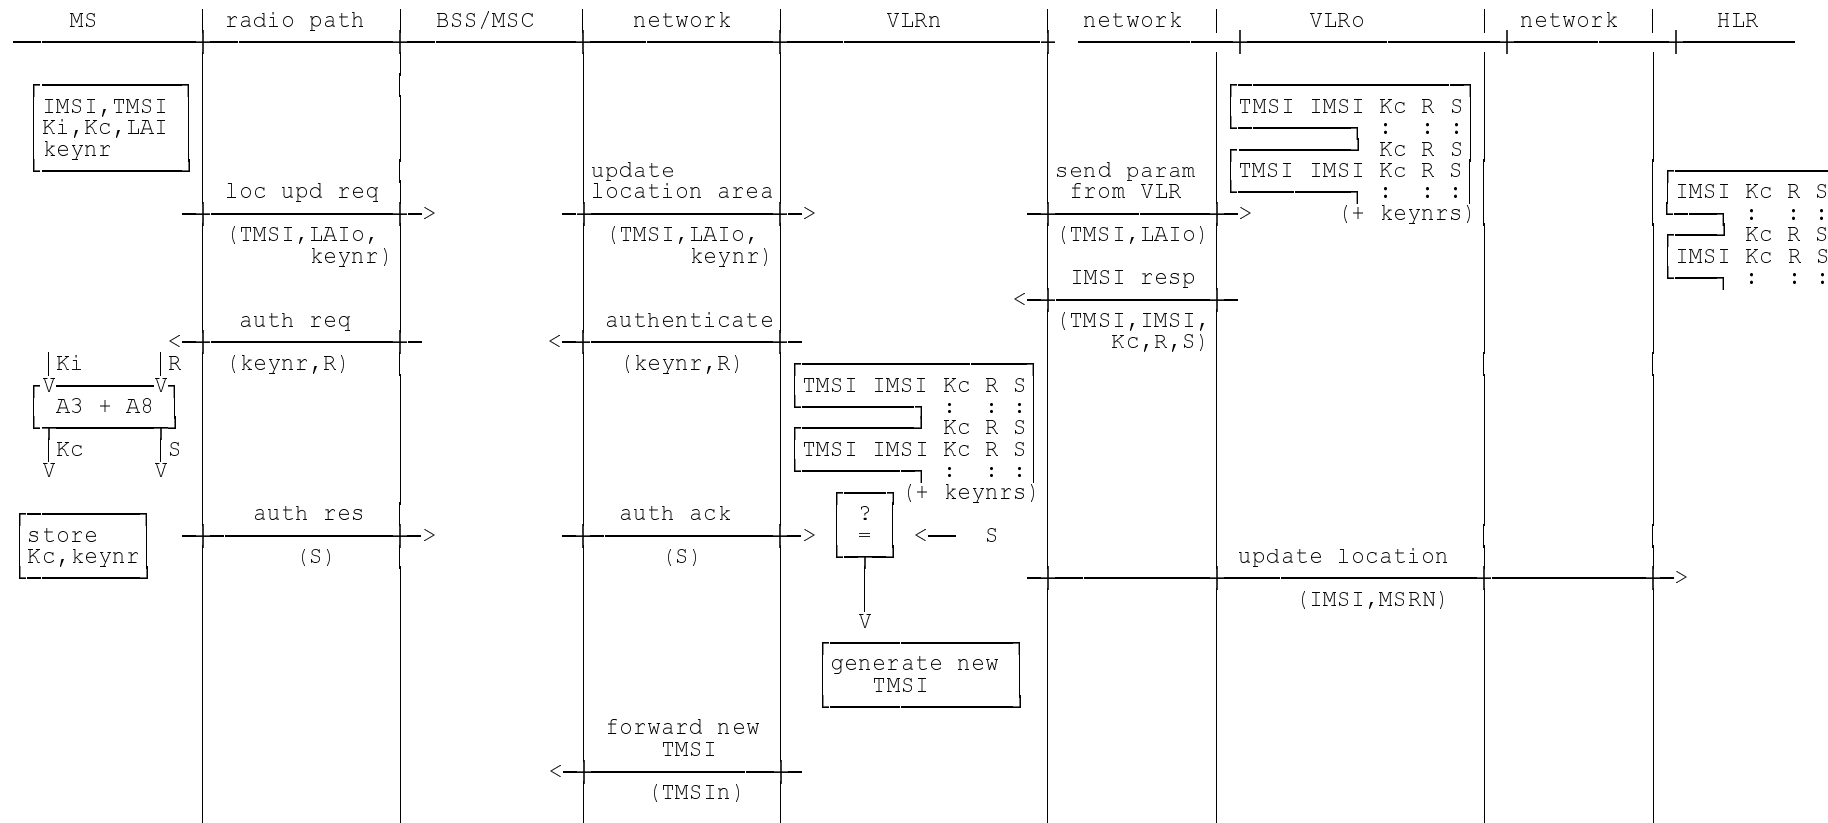 MS radio path BSS/MSC network VLRn network VLRo network HLR
IMSI,TMSI
Ki,Kc,LAI
keynr
TMSI IMSI Kc R S
: : :
Kc R S
TMSI IMSI Kc R S
: : :
(+ keynrs)
IMSI Kc R S
: : :
Kc R S
IMSI Kc R S
: : :
loc upd req
(TMSI,LAIo,
keynr)
update
location area
(TMSI,LAIo,
keynr)
send param
from VLR
(TMSI,LAIo)
IMSI resp
(TMSI,IMSI,
Kc,R,S)
auth req
(keynr,R)
authenticate
(keynr,R)
Ki R
A3 + A8
Kc S
TMSI IMSI Kc R S
: : :
Kc R S
TMSI IMSI Kc R S
: : :
(+ keynrs)
store
Kc,keynr
auth res
(S)
auth ack
(S)
?
=
S
update location
(IMSI,MSRN)
generate new
TMSI
forward new
TMSI
(TMSIn)